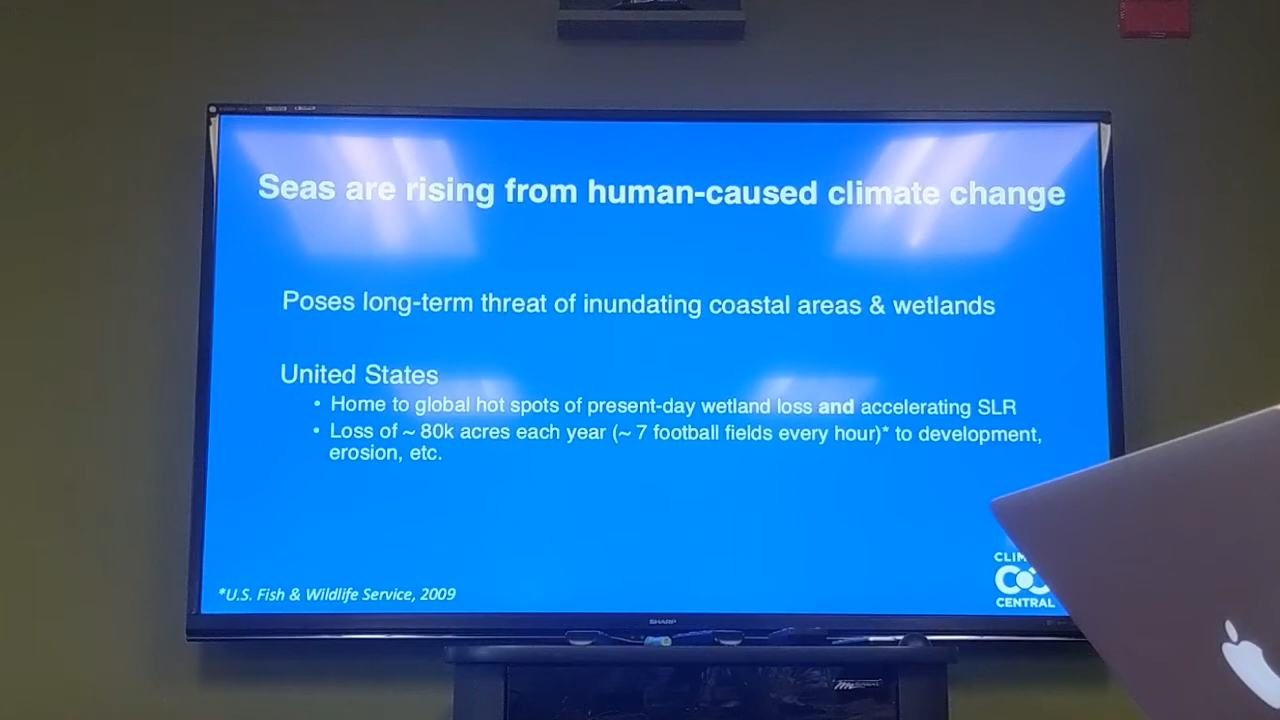 Seas are rising from human-caused climate change
Poses long-term threat of inundating coastal areas & wetlands
United States
• Home to global hot spots of present-day wetland loss and accelerating SLR
• Loss of ~ 80k acres each year (~ 7 football fields every hour)* to development,
erosion, etc.
*U.S. Fish & Wildlife Service, 2009
CENTRAL
SHARP